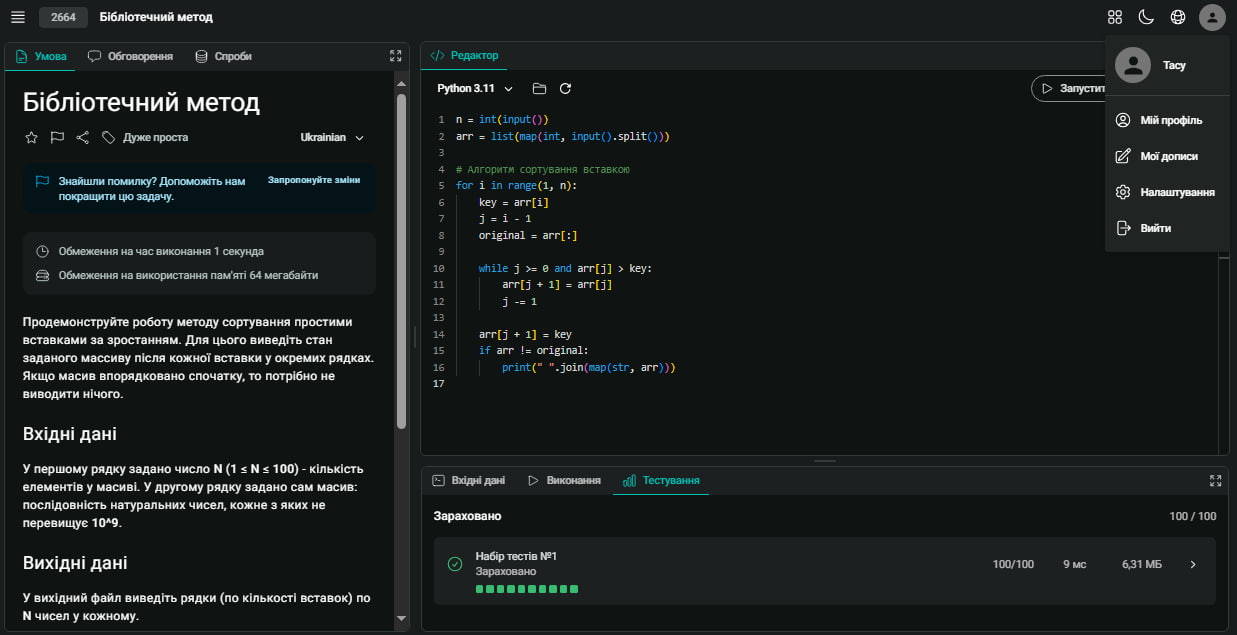 2664
Бібліотечний метод
Умова
Обговорення
Спроби
Бібліотечний метод
Дуже проста
Ukrainian
Знайшли помилку? Допоможіть нам
покращити цю задачу.
Запропонуйте зміни
Обмеження на час виконання 1 секунда
Обмеження на використання пам'яті 64 мегабайти
Продемонструйте роботу методу сортування простими
вставками за зростанням. Для цього виведіть стан
заданого массиву після кожної вставки у окремих рядках.
Якщо масив впорядковано спочатку, то потрібно не
виводити нічого.
Вхідні дані
У першому рядку задано число N (1 ≤ N ≤ 100) - кількість
елементів у масиві. У другому рядку задано сам масив:
послідовність натуральних чисел, кожне з яких не
перевищує 10^9.
Вихідні дані
У вихідний файл виведіть рядки (по кількості вставок) по
N чисел у кожному.
Редактор
Python 3.11
Запустит
1 n = int(input())
2 arr = list(map(int, input().split()))
3
4 # Алгоритм сортування вставкою
5 for i in range(1, n):
6 key = arr[i]
7 j = i - 1
8 original = arr[:]
9
10 while j >= 0 and arr[j] > key:
11 arr[j + 1] = arr[j]
12 j -= 1
13
14 arr[j + 1] = key
15 if arr != original:
16 print(" ".join(map(str, arr)))
17
Тасу
Мій профіль
Мої дописи
Налаштування
Вийти
Вхідні дані
Виконання
Тестування
Зараховано
100 / 100
Набір тестів №1
Зараховано
100/100
9 мс
6,31 МБ